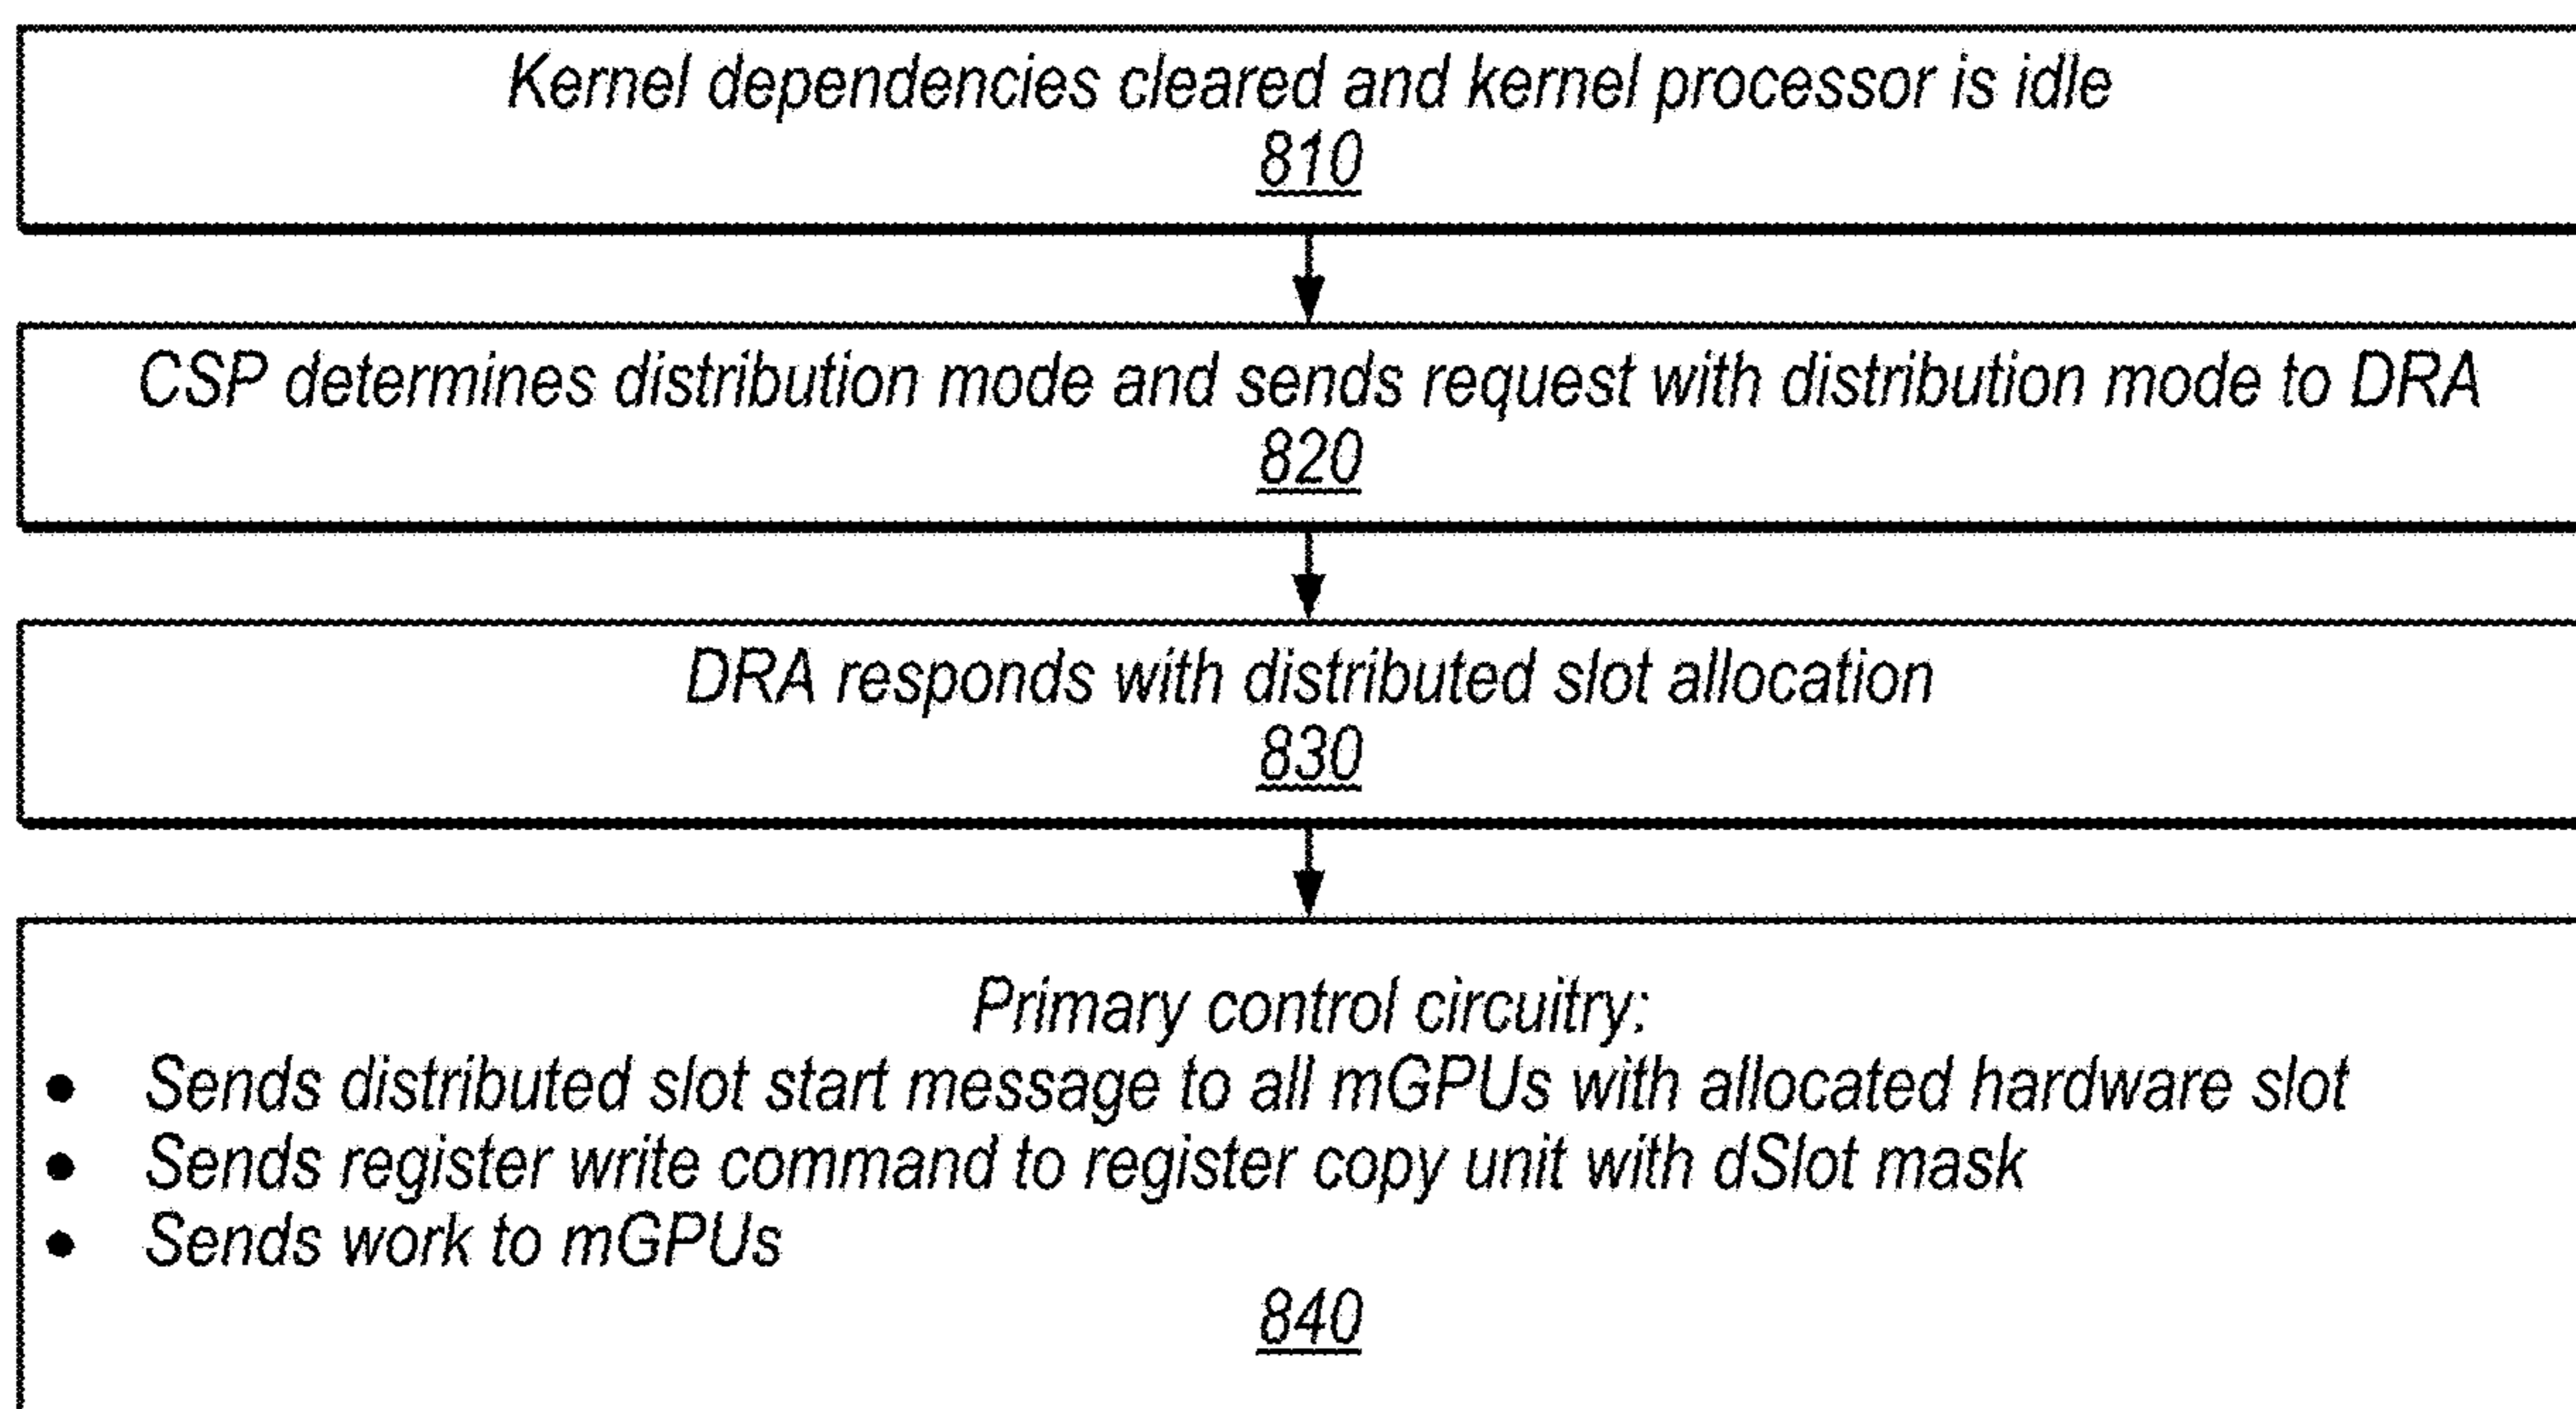 Kernel dependencies cleared and kernel processor is idle
810
CSP determines distribution mode and sends request with distribution mode to DRA
820
DRA responds with distributed slot allocation
830
Primary control circuitry:
• Sends distributed slot start message to all mGPUs with allocated hardware slot
• Sends register write command to register copy unit with dSlot mask
• Sends work to mGPUs
840